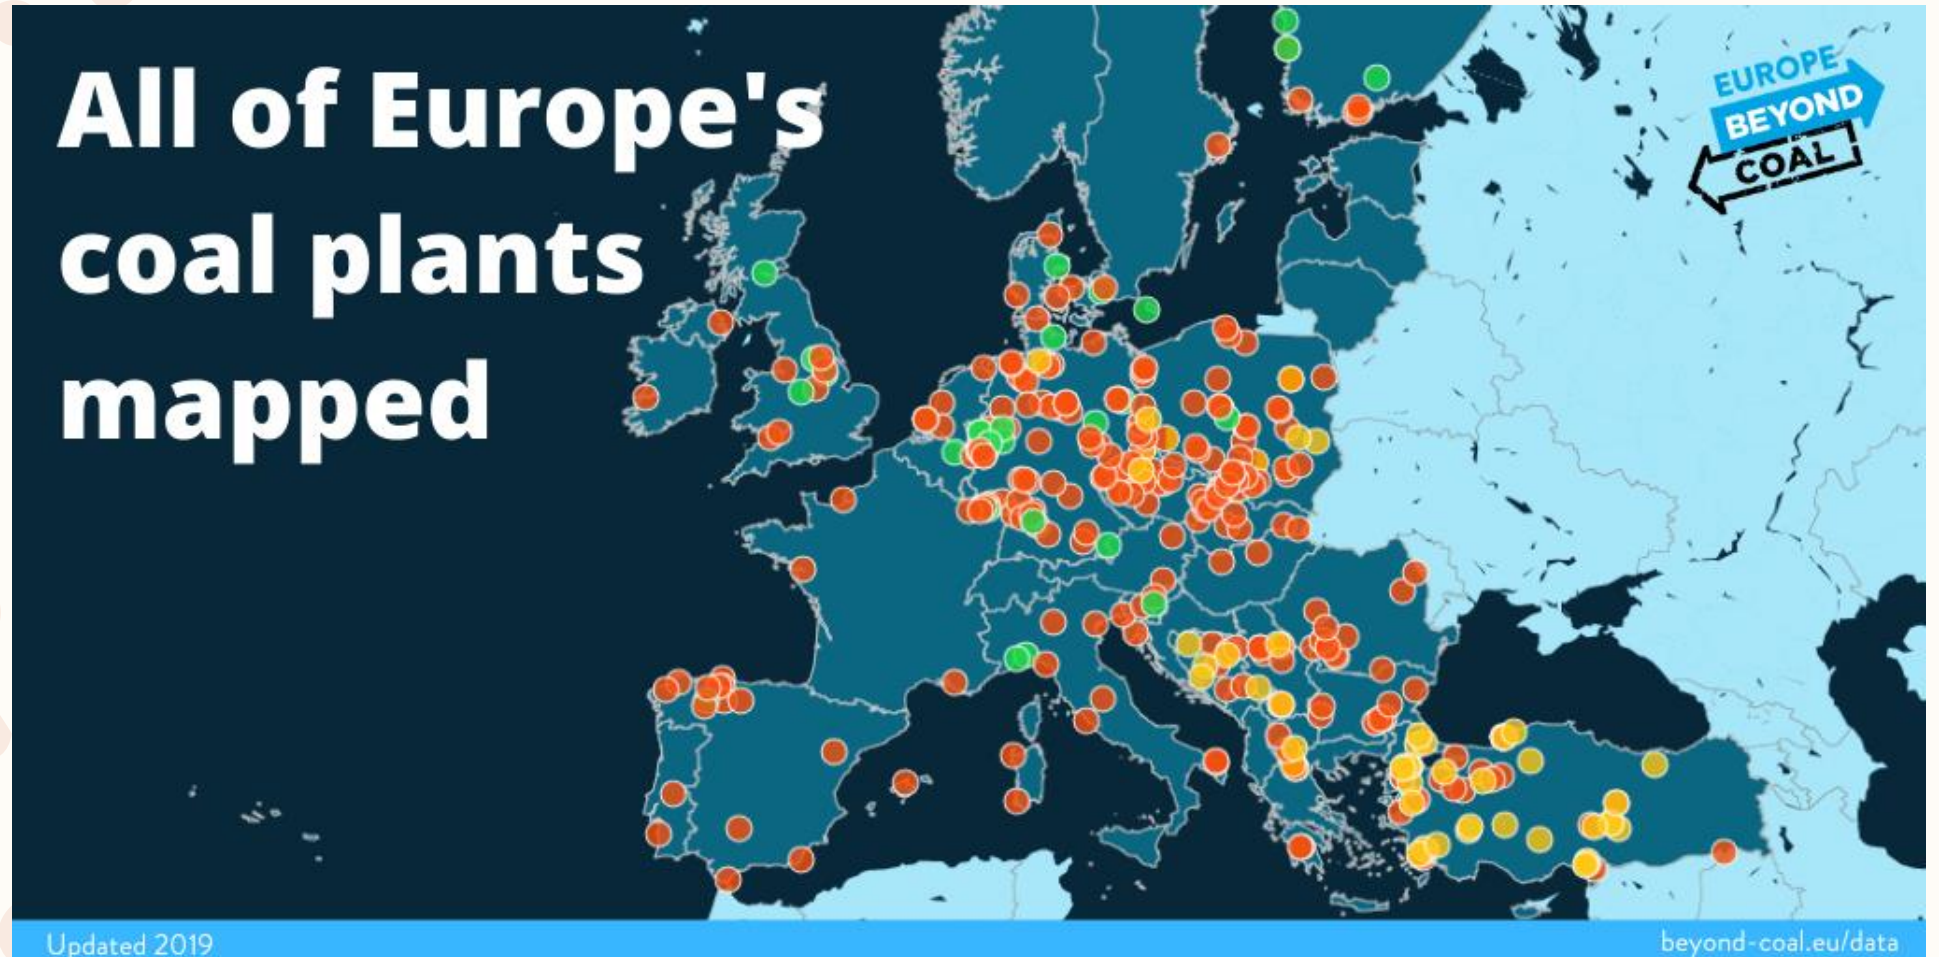 All of Europe's
coal plants
mapped
EUROPE
BEYOND
COAL
Updated 2019
beyond-coal.eu/data